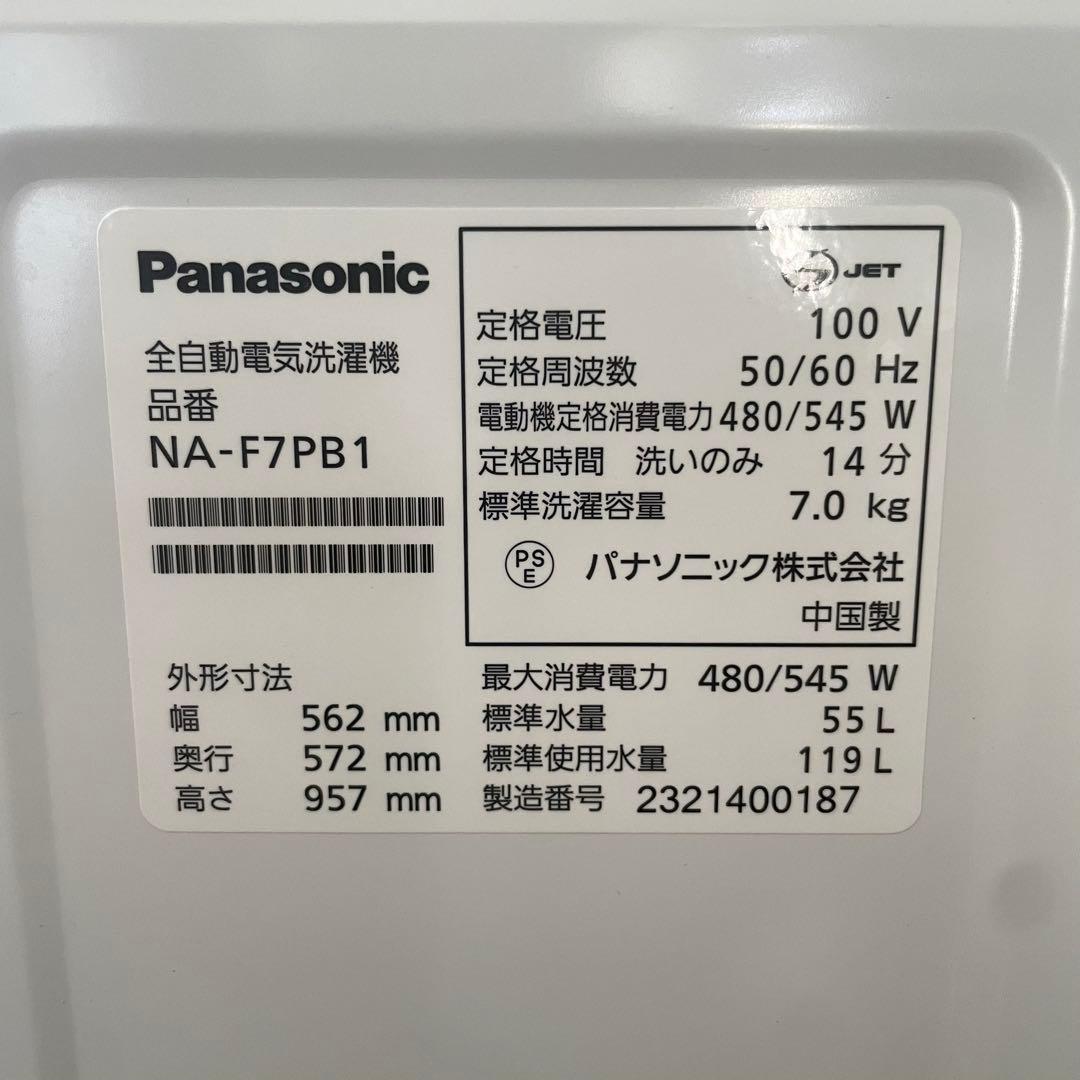 Panasonic
全自動電気洗濯機
品番
NA-F7PB1
JET
定格電圧 100 V
定格周波数 50/60 Hz
電動機定格消費電力 480/545 W
定格時間 洗いのみ 14 分
標準洗濯容量 7.0 kg
PS E パナソニック株式会社
中国製
外形寸法
幅 562 mm
奥行 572 mm
高さ 957 mm
最大消費電力 480/545 W
標準水量 55 L
標準使用水量 119 L
製造番号 2321400187